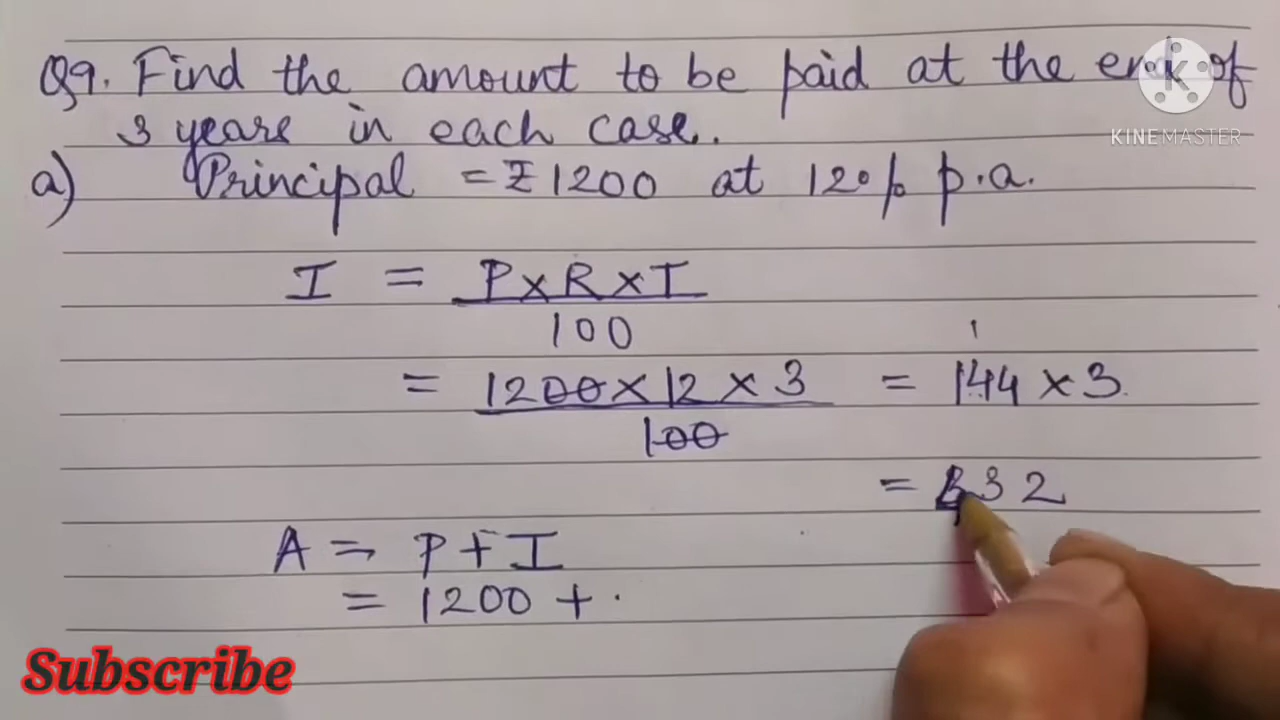 Q9. Find the amount to be paid at the end of
3 years in each case.
a) Principal = ₹1200 at 12% p.a.
I = P×R×T
100
= 1200×12×3 = 144×3
100
= 432
A = P+I
= 1200 +
KINEMASTER
Subscribe